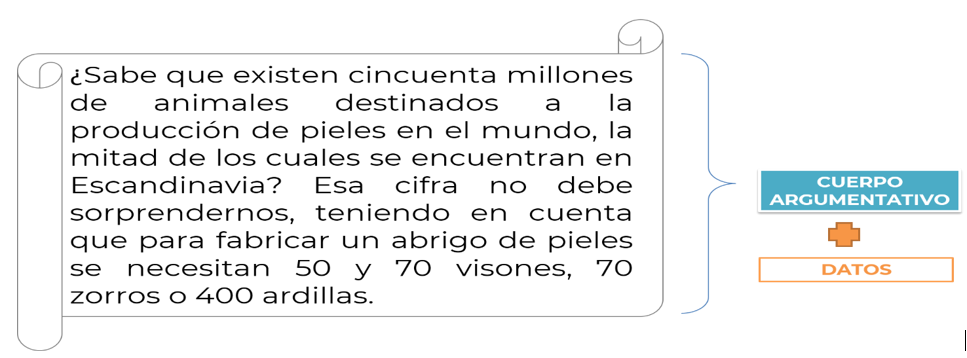 ¿Sabe que existen cincuenta millones
de animales destinados a la
producción de pieles en el mundo, la
mitad de los cuales se encuentran en
Escandinavia? Esa cifra no debe
sorprendernos, teniendo en cuenta
que para fabricar un abrigo de pieles
se necesitan 50 y 70 visones, 70
zorros o 400 ardillas.
CUERPO
ARGUMENTATIVO
DATOS